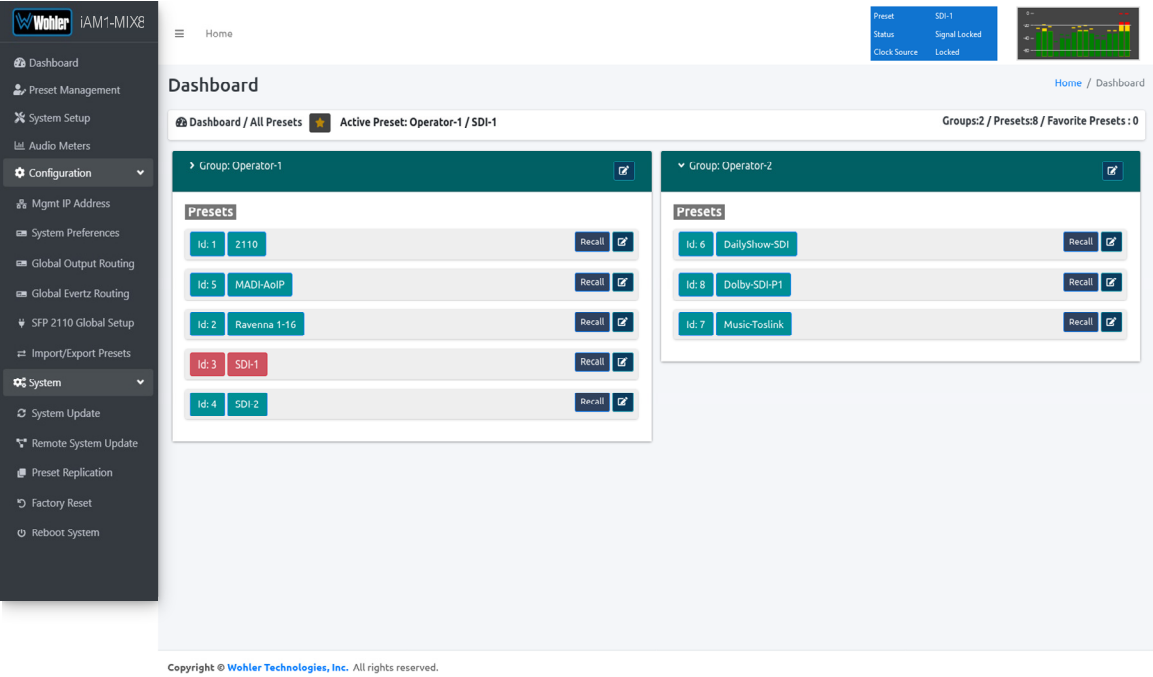 Wohler iAM1-MIX8
Dashboard
Preset Management
System Setup
Audio Meters
Configuration
Mgmt IP Address
System Preferences
Global Output Routing
Global Evertz Routing
SFP 2110 Global Setup
Import/Export Presets
System
System Update
Remote System Update
Preset Replication
Factory Reset
Reboot System
Home
Preset SDI-1
Status Signal Locked
Clock Source Locked
Dashboard
Home / Dashboard
Dashboard / All Presets Active Preset: Operator-1 / SDI-1
Groups:2 / Presets:8 / Favorite Presets : 0
Group: Operator-1
Presets
Id: 1 2110 Recall
Id: 5 MADI-AoIP Recall
Id: 2 Ravenna 1-16 Recall
Id: 3 SDI-1 Recall
Id: 4 SDI-2 Recall
Group: Operator-2
Presets
Id: 6 DailyShow-SDI Recall
Id: 8 Dolby-SDI-P1 Recall
Id: 7 Music-Toslink Recall
Copyright © Wohler Technologies, Inc. All rights reserved.